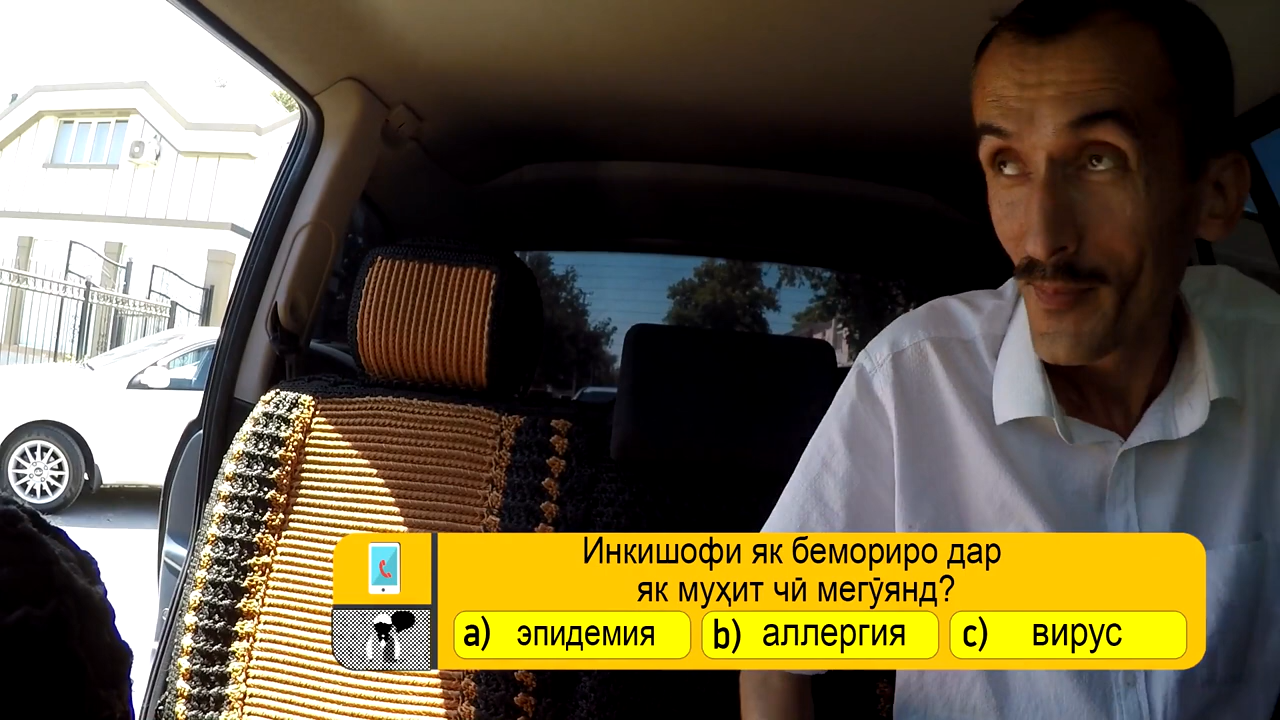 Инкишофи як бемориро дар
як муҳит чӣ мегӯянд?
a) эпидемия b) аллергия c) вирус